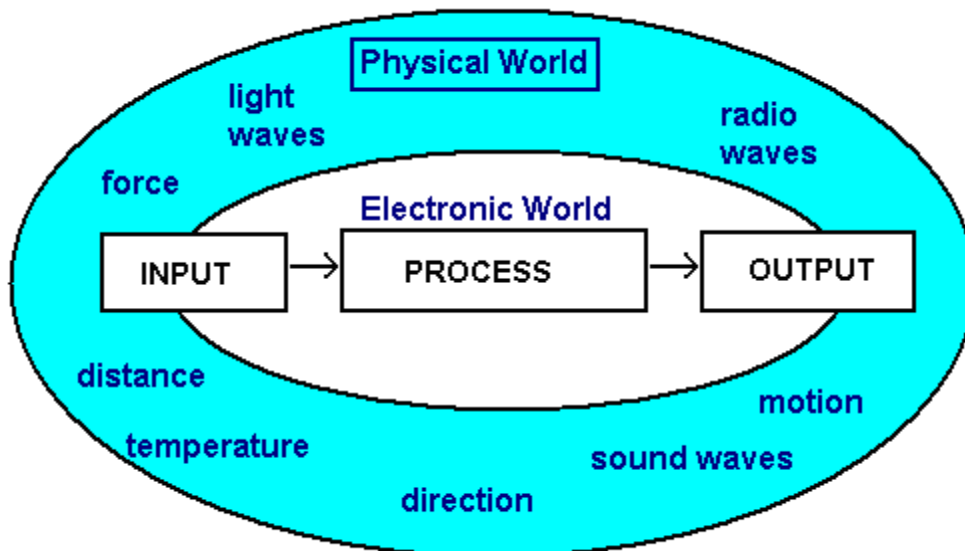 Physical World
light
waves
radio
waves
force
Electronic World
INPUT
PROCESS
OUTPUT
distance
motion
temperature
sound waves
direction